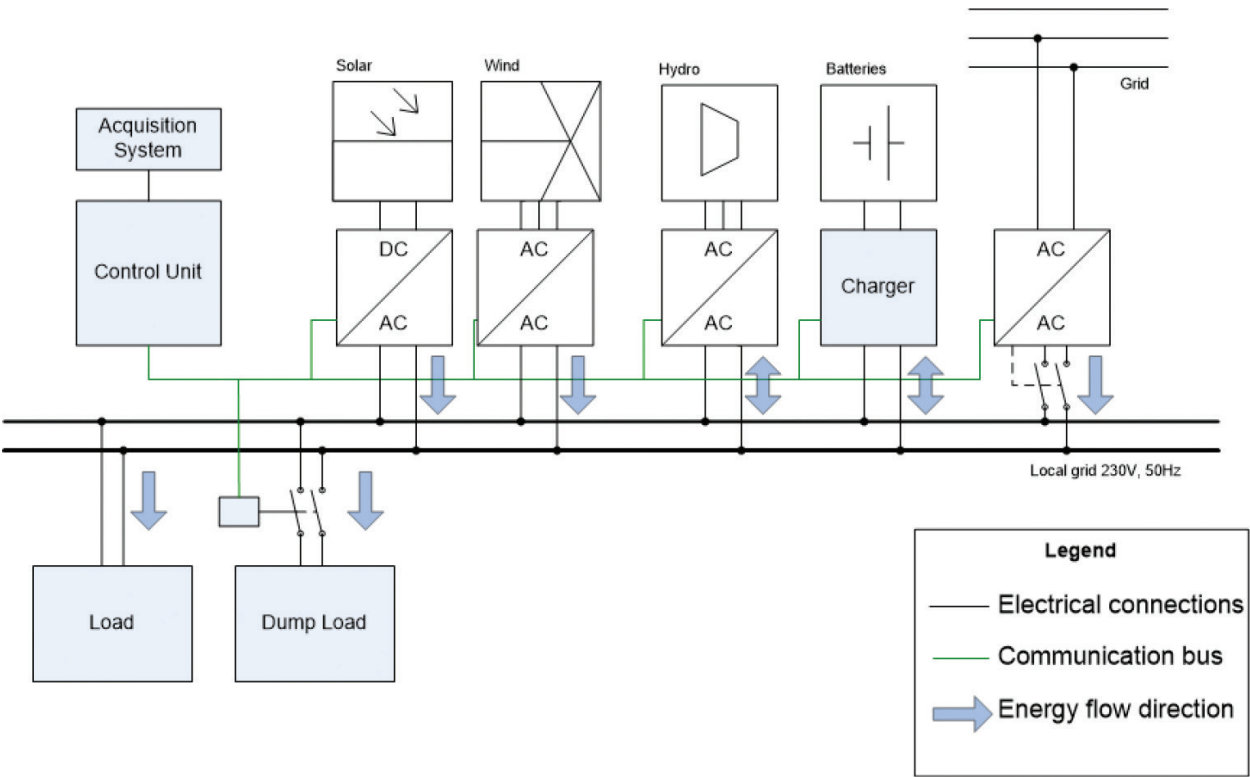 Solar
Wind
Hydro
Batteries
Grid
Acquisition
System
Control Unit
DC
AC
AC
AC
AC
AC
Charger
AC
AC
Local grid 230V, 50Hz
Load
Dump Load
Legend
Electrical connections
Communication bus
Energy flow direction